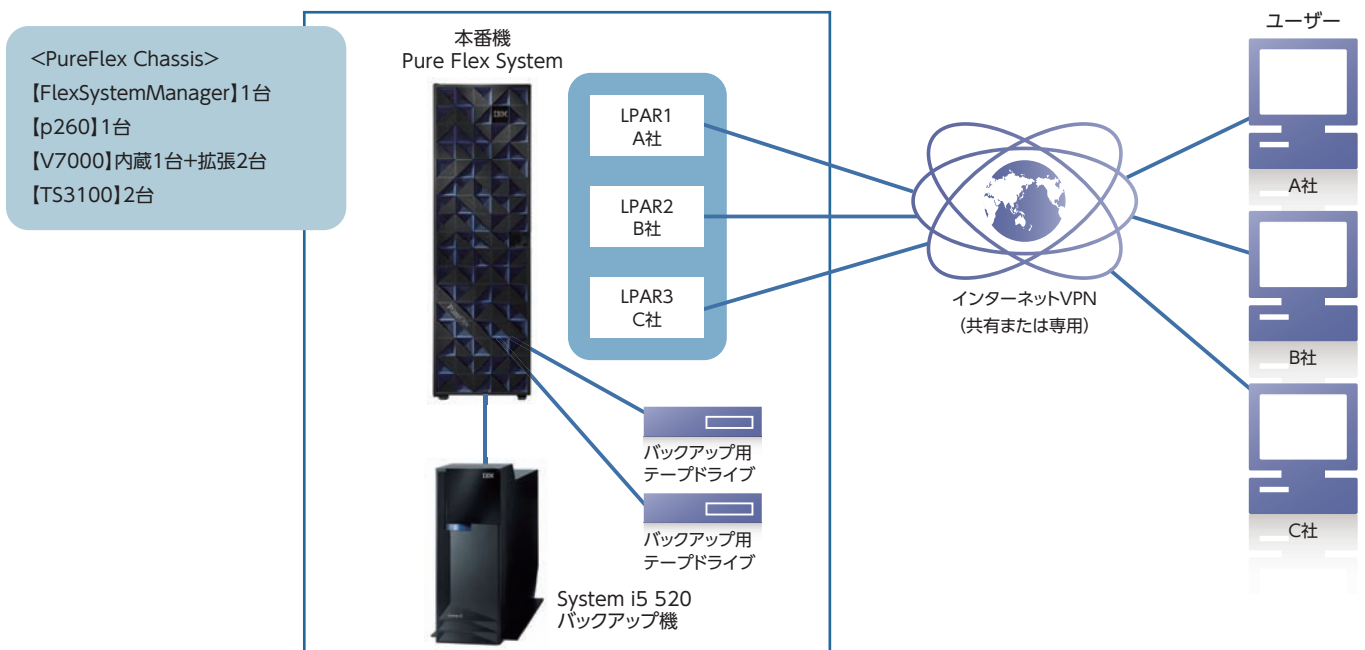 <PureFlex Chassis>
【FlexSystemManager】1台
【p260】1台
【V7000】内蔵1台+拡張2台
【TS3100】2台
本番機
Pure Flex System
IBM
LPAR1
A社
LPAR2
B社
LPAR3
C社
インターネットVPN
(共有または専用)
ユーザー
A社
B社
C社
バックアップ用
テープドライブ
バックアップ用
テープドライブ
IBM
System i5 520
バックアップ機